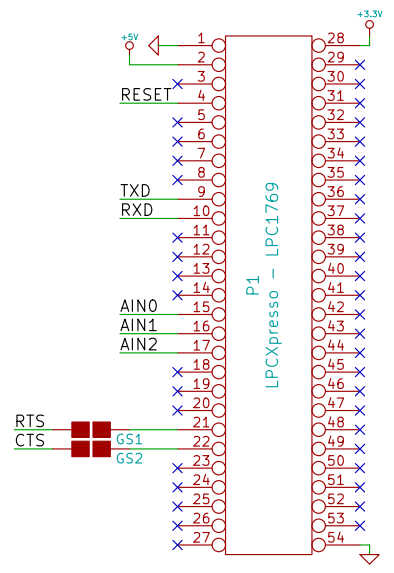 +5V
+3.3V
1 28
2 29
3 30
RESET 4 31
5 32
6 33
7 34
8 35
TXD 9 36
RXD 10 37
11 38
12 39
13 40
14 41
AIN0 15 42
AIN1 16 43
AIN2 17 44
18 45
19 46
20 47
RTS 21 48
GS1
CTS 22 49
GS2
23 50
24 51
25 52
26 53
27 54
P1
LPCXpresso - LPC1769